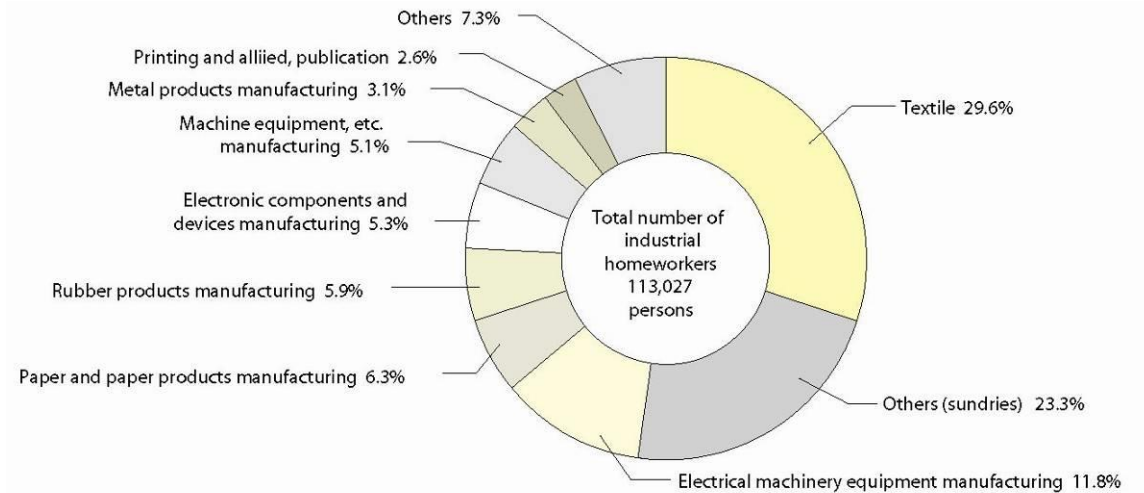 Others 7.3%
Printing and alliied, publication 2.6%
Metal products manufacturing 3.1%
Machine equipment, etc.
manufacturing 5.1%
Electronic components and
devices manufacturing 5.3%
Rubber products manufacturing 5.9%
Paper and paper products manufacturing 6.3%
Total number of
industrial
homeworkers
113,027
persons
Textile 29.6%
Others (sundries) 23.3%
Electrical machinery equipment manufacturing 11.8%